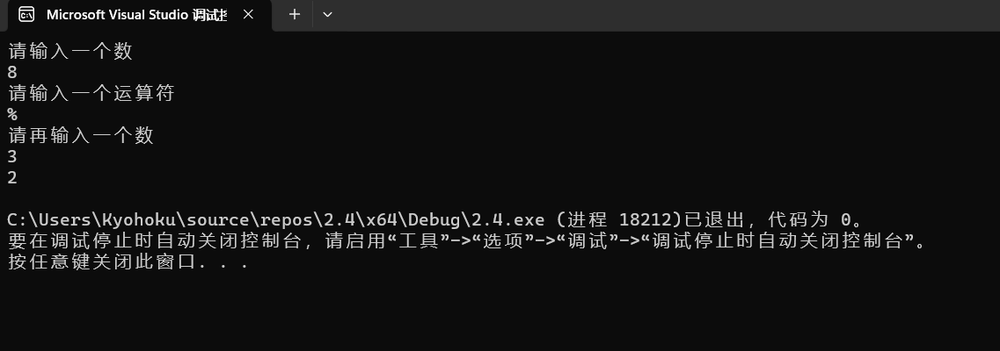 Microsoft Visual Studio 调试
请输入一个数
8
请输入一个运算符
%
请再输入一个数
3
2
C:\Users\Kyohoku\source\repos\2.4\x64\Debug\2.4.exe (进程 18212)已退出，代码为 0。
要在调试停止时自动关闭控制台，请启用“工具”->“选项”->“调试”->“调试停止时自动关闭控制台”。
按任意键关闭此窗口. . .